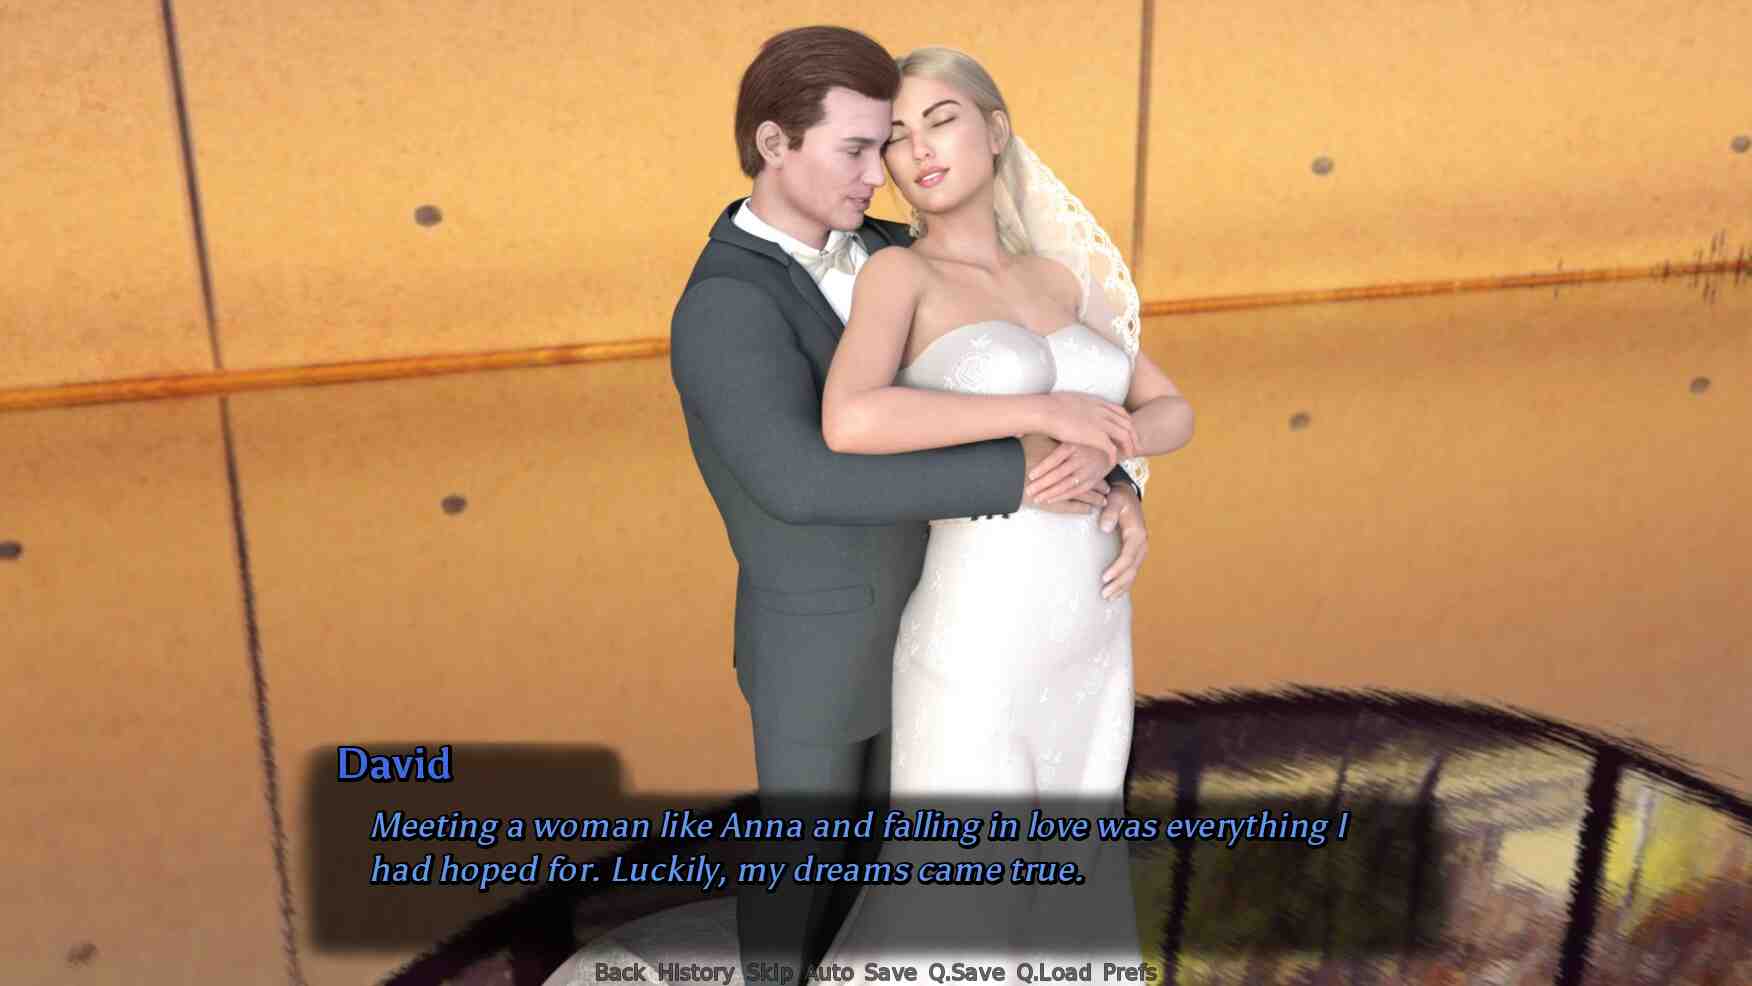 David
Meeting a woman like Anna and falling in love was everything I
had hoped for. Luckily, my dreams came true.
Back History Skip Auto Save Q.Save Q.Load Prefs